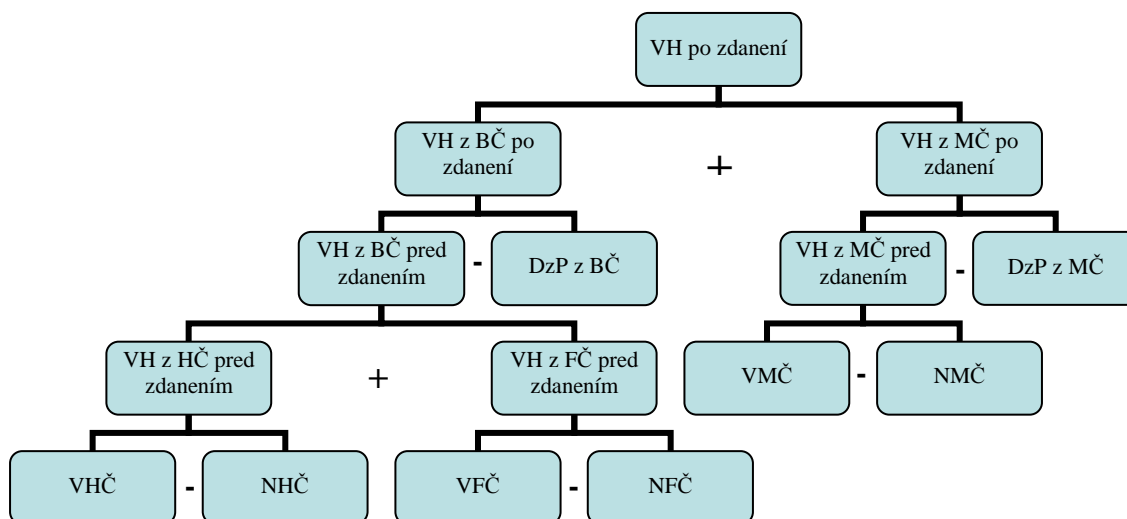 VH po zdanení
VH z BČ po
zdanení
+
VH z MČ po
zdanení
VH z BČ pred
zdanením
-
DzP z BČ
VH z MČ pred
zdanením
-
DzP z MČ
VH z HČ pred
zdanením
+
VH z FČ pred
zdanením
VMČ
-
NMČ
VHČ
-
NHČ
VFČ
-
NFČ